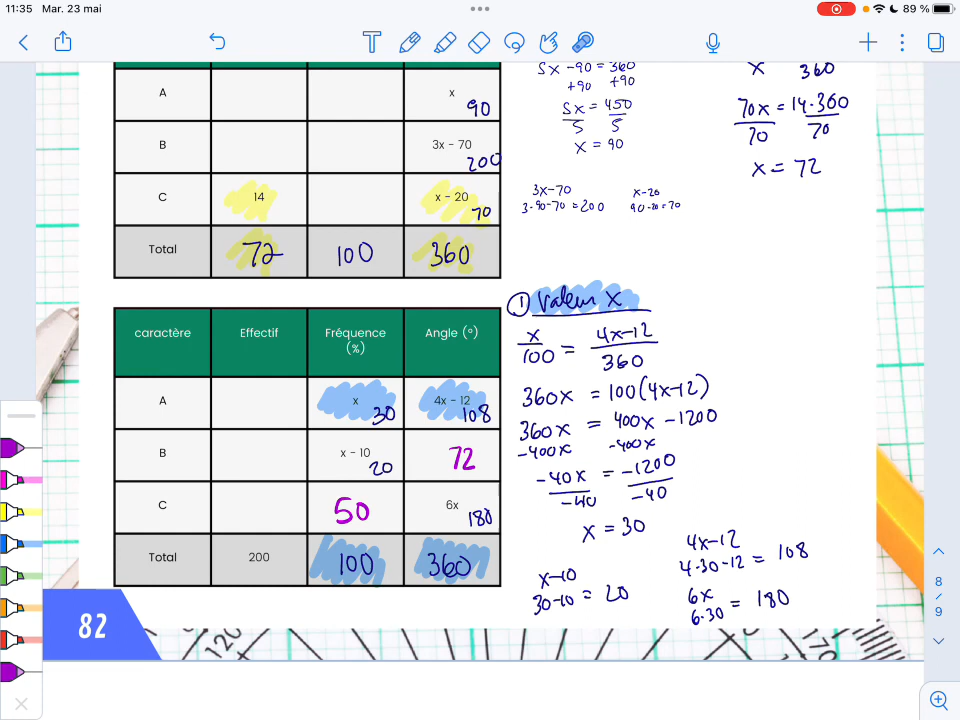 11:35 Mar. 23 mai
89 %
A x 90
B 3x - 70 200
C 14 x - 20 70
Total 72 100 360
5x - 90 = 360
+90 +90
5x = 450
5 5
x = 90
3x-70
3·90-70 = 200
x-20
90-20 = 70
x 360
70x = 14·360
70 70
x = 72
caractère Effectif Fréquence (%) Angle (°)
A x 30 4x - 12 108
B x - 10 20 72
C 50 6x 180
Total 200 100 360
① Valeur x
x = 4x-12
100 360
360x = 100(4x-12)
360x = 400x - 1200
-400x -400x
-40x = -1200
-40 -40
x = 30
x-10
30-10 = 20
4x-12
4·30-12 = 108
6x
6·30 = 180
82
120
70
8
9